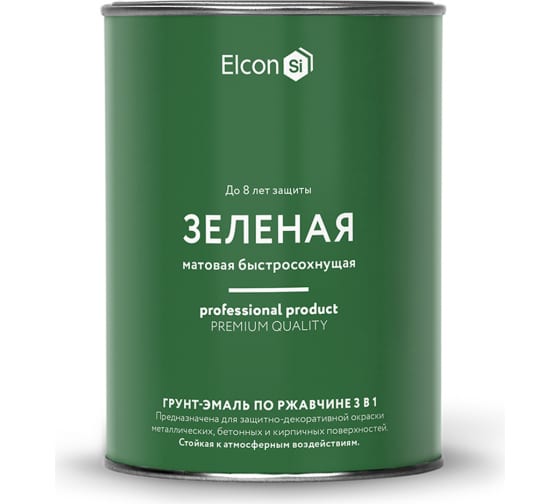 Elcon Si
До 8 лет защиты
ЗЕЛЕНАЯ
матовая быстросохнущая
professional product
PREMIUM QUALITY
ГРУНТ-ЭМАЛЬ ПО РЖАВЧИНЕ 3 В 1
Предназначена для защитно-декоративной окраски
металлических, бетонных и кирпичных поверхностей.
Стойкая к атмосферным воздействиям.